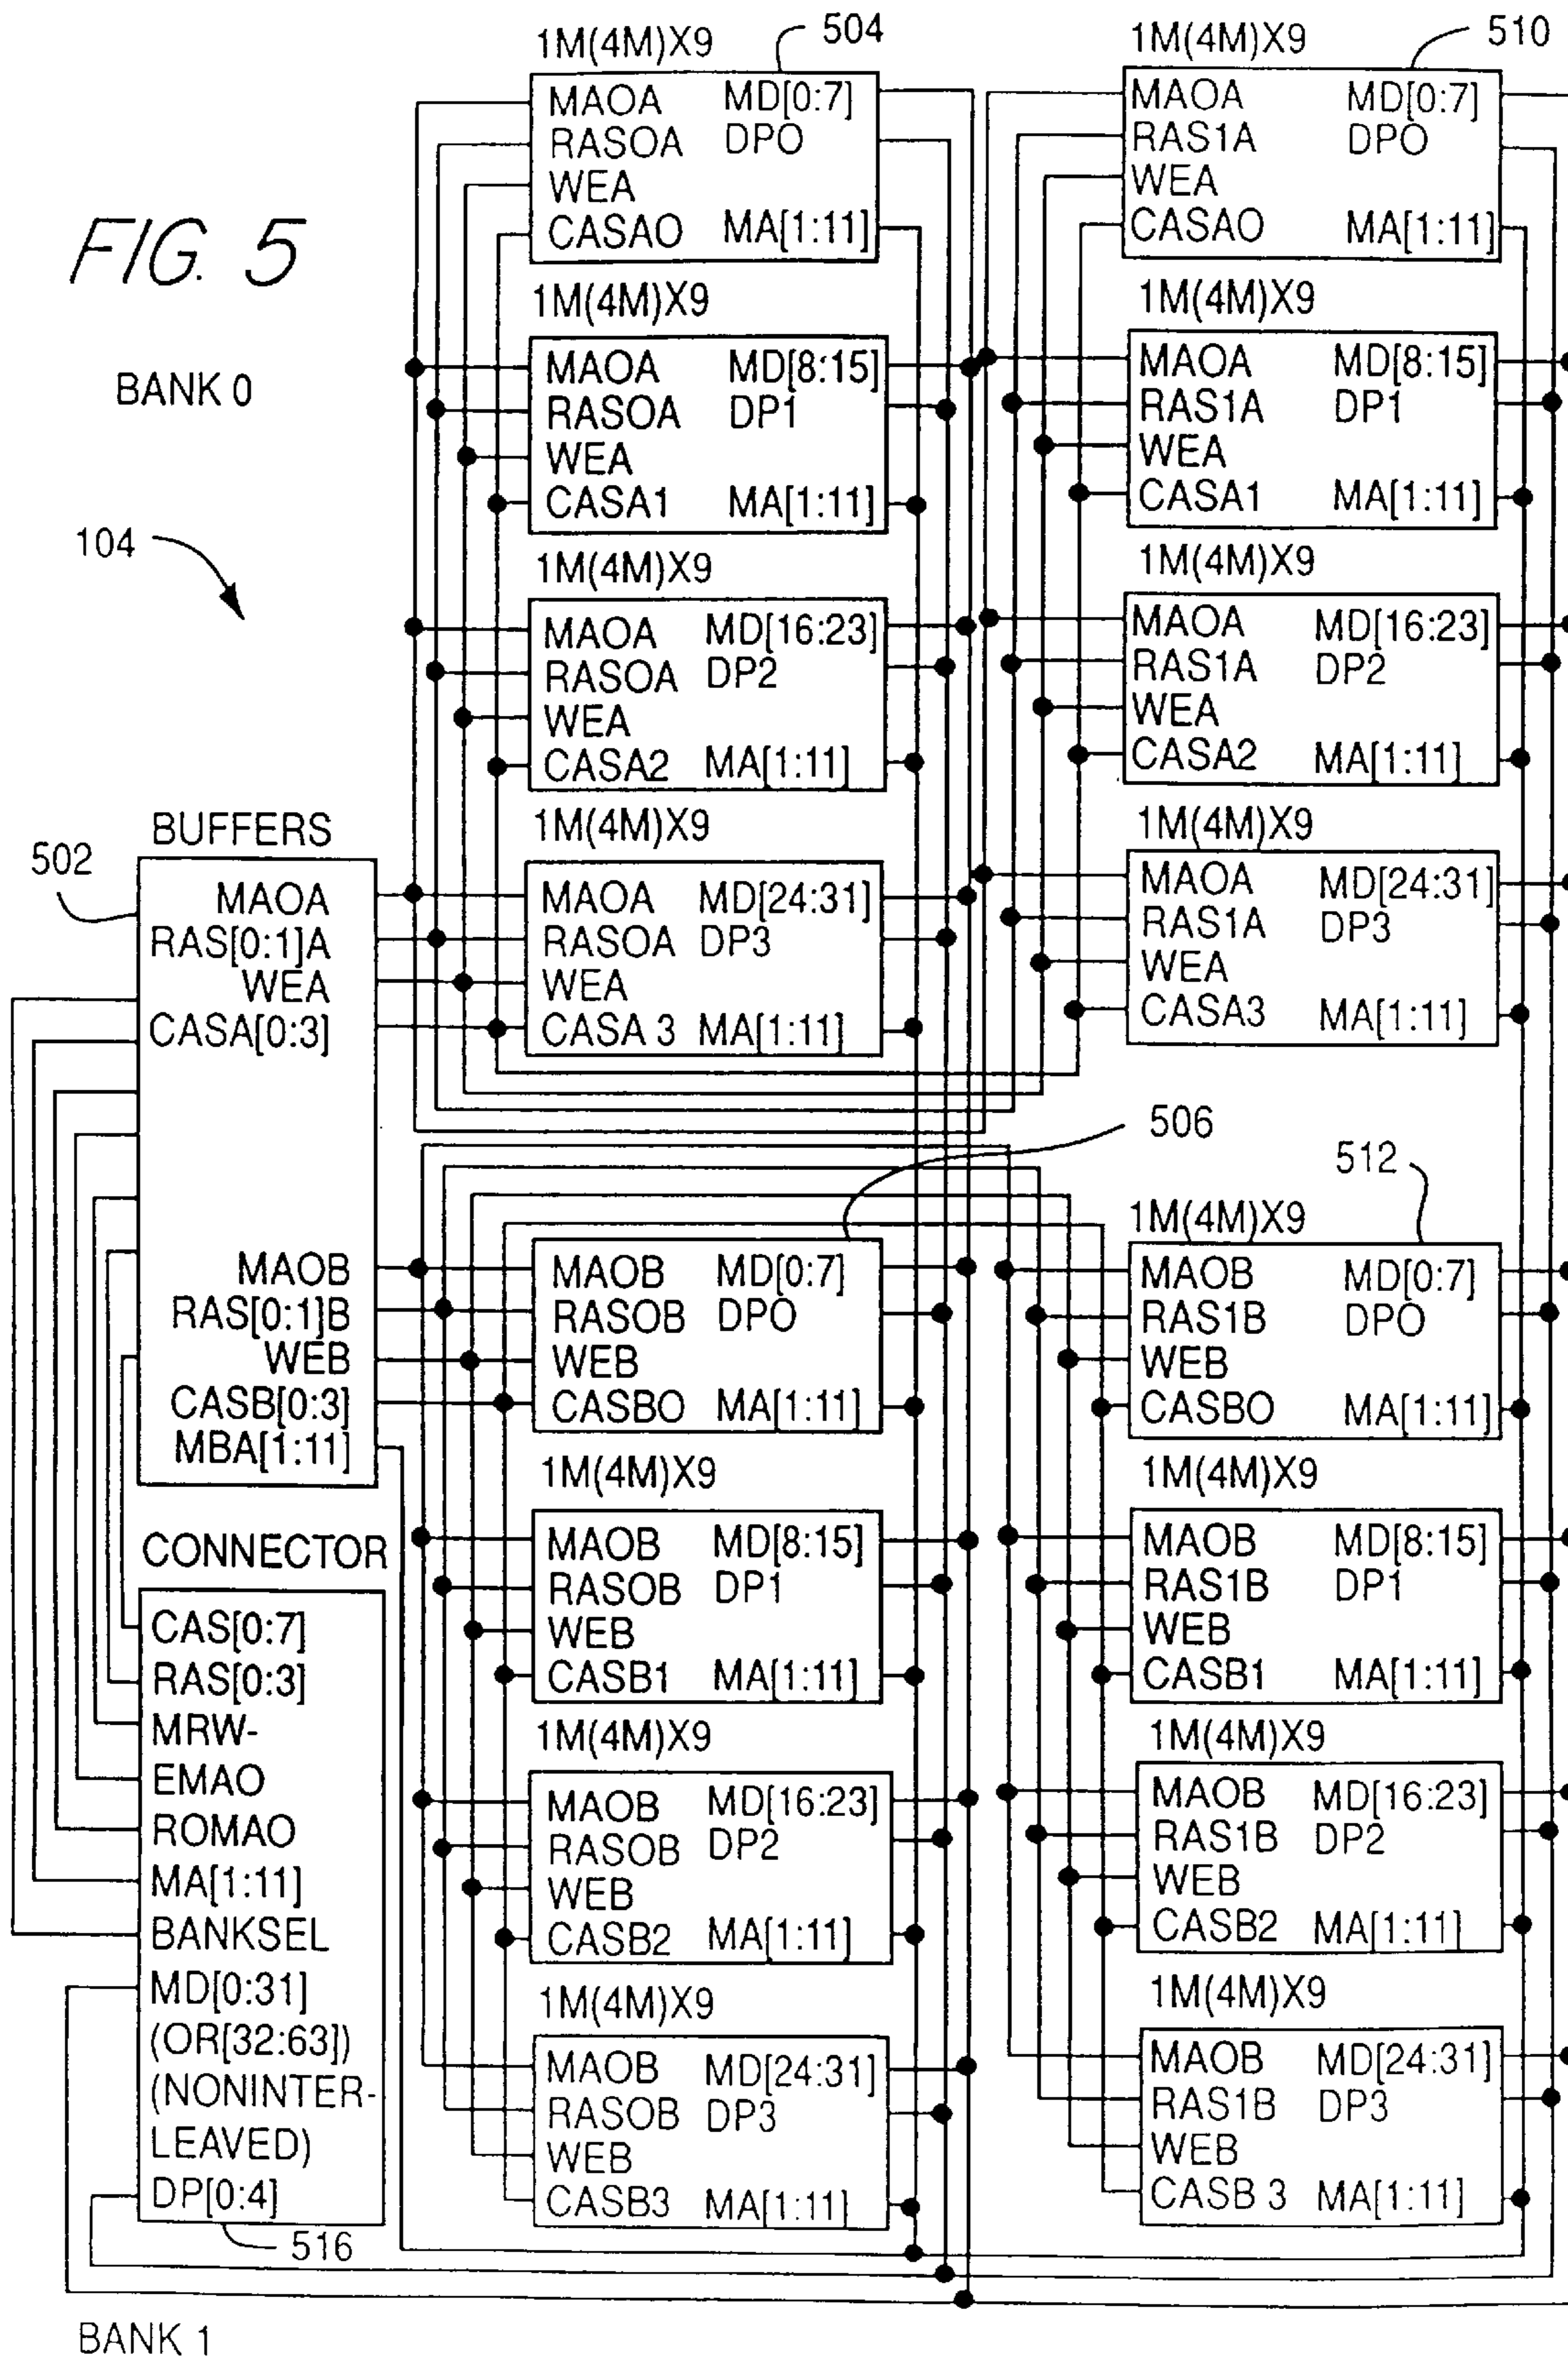 FIG. 5
BANK 0
104
1M(4M)X9
504
MAOA MD[0:7]
RASOA DPO
WEA
CASAO MA[1:11]
1M(4M)X9
MAOA MD[8:15]
RASOA DP1
WEA
CASA1 MA[1:11]
1M(4M)X9
MAOA MD[16:23]
RASOA DP2
WEA
CASA2 MA[1:11]
1M(4M)X9
MAOA MD[24:31]
RASOA DP3
WEA
CASA 3 MA[1:11]
1M(4M)X9
510
MAOA MD[0:7]
RAS1A DPO
WEA
CASAO MA[1:11]
1M(4M)X9
MAOA MD[8:15]
RAS1A DP1
WEA
CASA1 MA[1:11]
1M(4M)X9
MAOA MD[16:23]
RAS1A DP2
WEA
CASA2 MA[1:11]
1M(4M)X9
MAOA MD[24:31]
RAS1A DP3
WEA
CASA3 MA[1:11]
BUFFERS
502
MAOA
RAS[0:1]A
WEA
CASA[0:3]
MAOB
RAS[0:1]B
WEB
CASB[0:3]
MBA[1:11]
506
MAOB MD[0:7]
RASOB DPO
WEB
CASBO MA[1:11]
1M(4M)X9
MAOB MD[8:15]
RASOB DP1
WEB
CASB1 MA[1:11]
1M(4M)X9
MAOB MD[16:23]
RASOB DP2
WEB
CASB2 MA[1:11]
1M(4M)X9
MAOB MD[24:31]
RASOB DP3
WEB
CASB3 MA[1:11]
512
1M(4M)X9
MAOB MD[0:7]
RAS1B DPO
WEB
CASBO MA[1:11]
1M(4M)X9
MAOB MD[8:15]
RAS1B DP1
WEB
CASB1 MA[1:11]
1M(4M)X9
MAOB MD[16:23]
RAS1B DP2
WEB
CASB2 MA[1:11]
1M(4M)X9
MAOB MD[24:31]
RAS1B DP3
WEB
CASB 3 MA[1:11]
CONNECTOR
CAS[0:7]
RAS[0:3]
MRW-
EMAO
ROMAO
MA[1:11]
BANKSEL
MD[0:31]
(OR[32:63])
(NONINTER-
LEAVED)
DP[0:4]
516
BANK 1